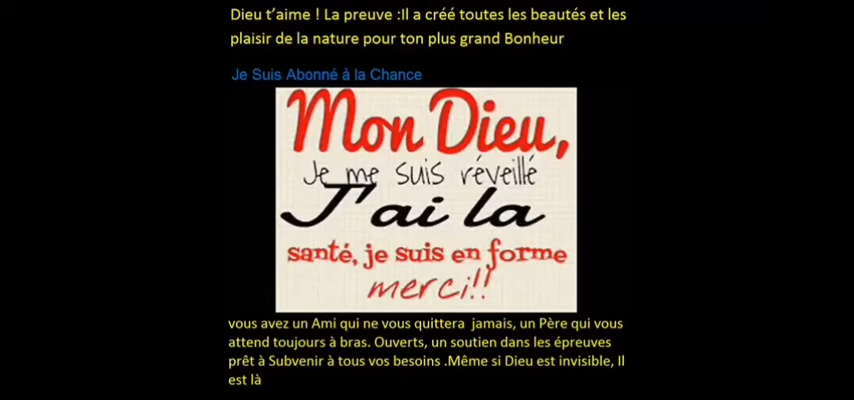 Dieu t’aime ! La preuve :Il a créé toutes les beautés et les
plaisir de la nature pour ton plus grand Bonheur
Je Suis Abonné à la Chance
Mon Dieu,
Je me suis réveillé
J'ai la
santé, je suis en forme
merci!!
vous avez un Ami qui ne vous quittera jamais, un Père qui vous
attend toujours à bras. Ouverts, un soutien dans les épreuves
prêt à Subvenir à tous vos besoins .Même si Dieu est invisible, Il
est là